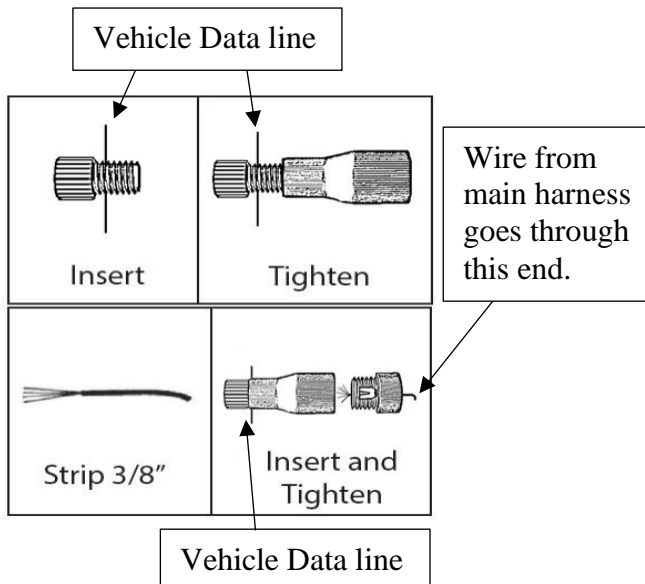 Vehicle Data line
Insert
Tighten
Wire from
main harness
goes through
this end.
Strip 3/8"
Insert and
Tighten
Vehicle Data line